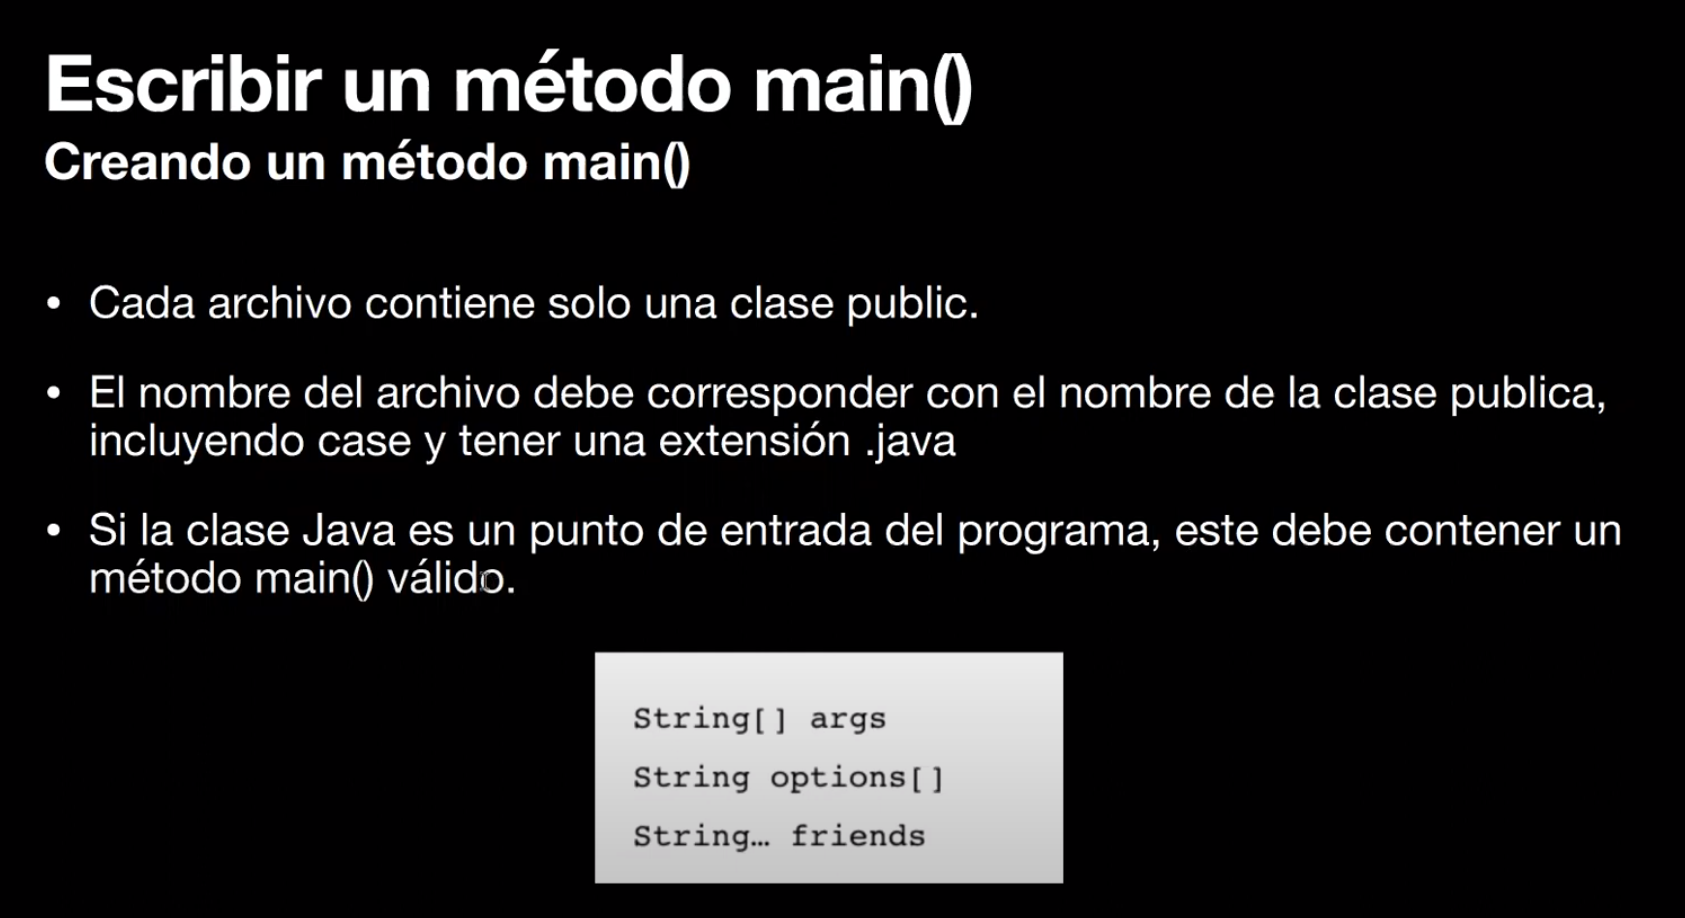 Escribir un método main()
Creando un método main()
• Cada archivo contiene solo una clase public.
• El nombre del archivo debe corresponder con el nombre de la clase publica,
incluyendo case y tener una extensión .java
• Si la clase Java es un punto de entrada del programa, este debe contener un
método main() válido.
String[] args
String options[]
String… friends